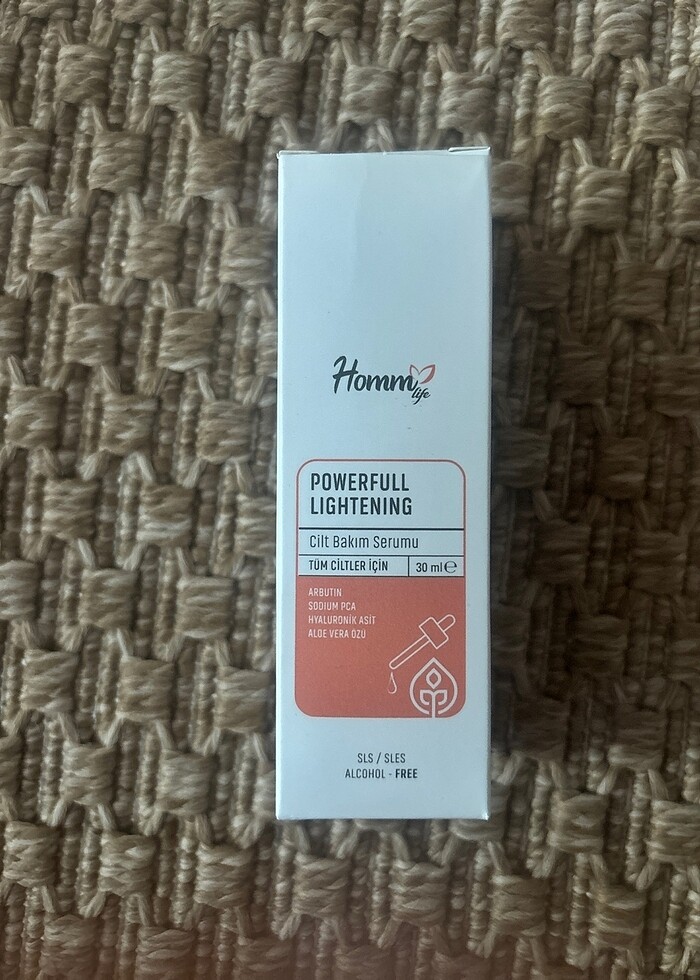 Homm
life
POWERFULL
LIGHTENING
Cilt Bakım Serumu
TÜM CİLTLER İÇİN 30 ml ℮
ARBUTIN
SODIUM PCA
HYALURONİK ASİT
ALOE VERA ÖZÜ
SLS / SLES
ALCOHOL - FREE